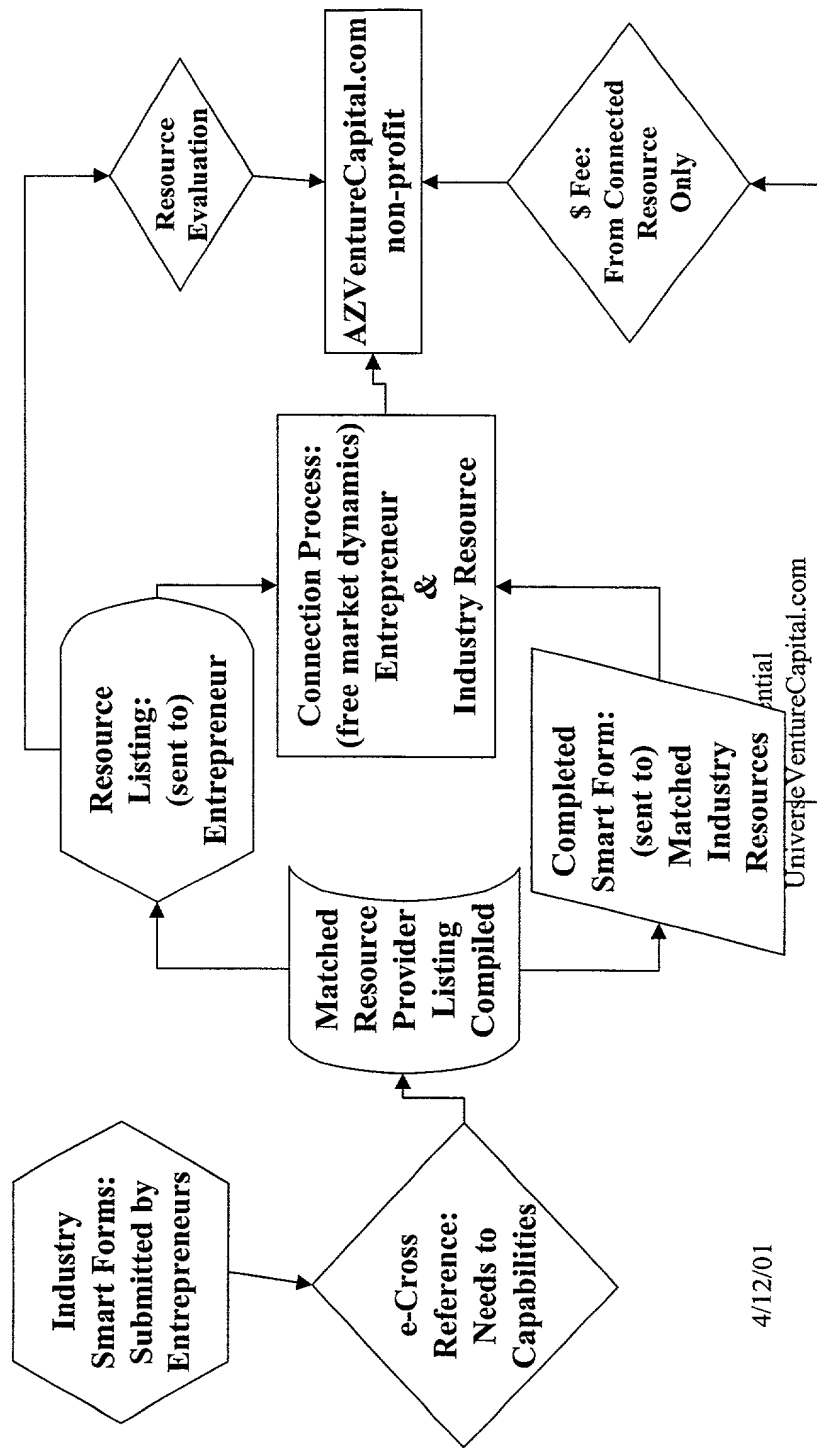 Industry
Smart Forms:
Submitted by
Entrepreneurs
e-Cross
Reference:
Needs to
Capabilities
Matched
Resource
Provider
Listing
Compiled
Resource
Listing:
(sent to)
Entrepreneur
Completed
Smart Form:
(sent to)
Matched
Industry
Resources
Connection Process:
(free market dynamics)
Entrepreneur
&
Industry Resource
Resource
Evaluation
AZVentureCapital.com
non-profit
$ Fee:
From Connected
Resource
Only
4/12/01
ential
UniverseVentureCapital.com